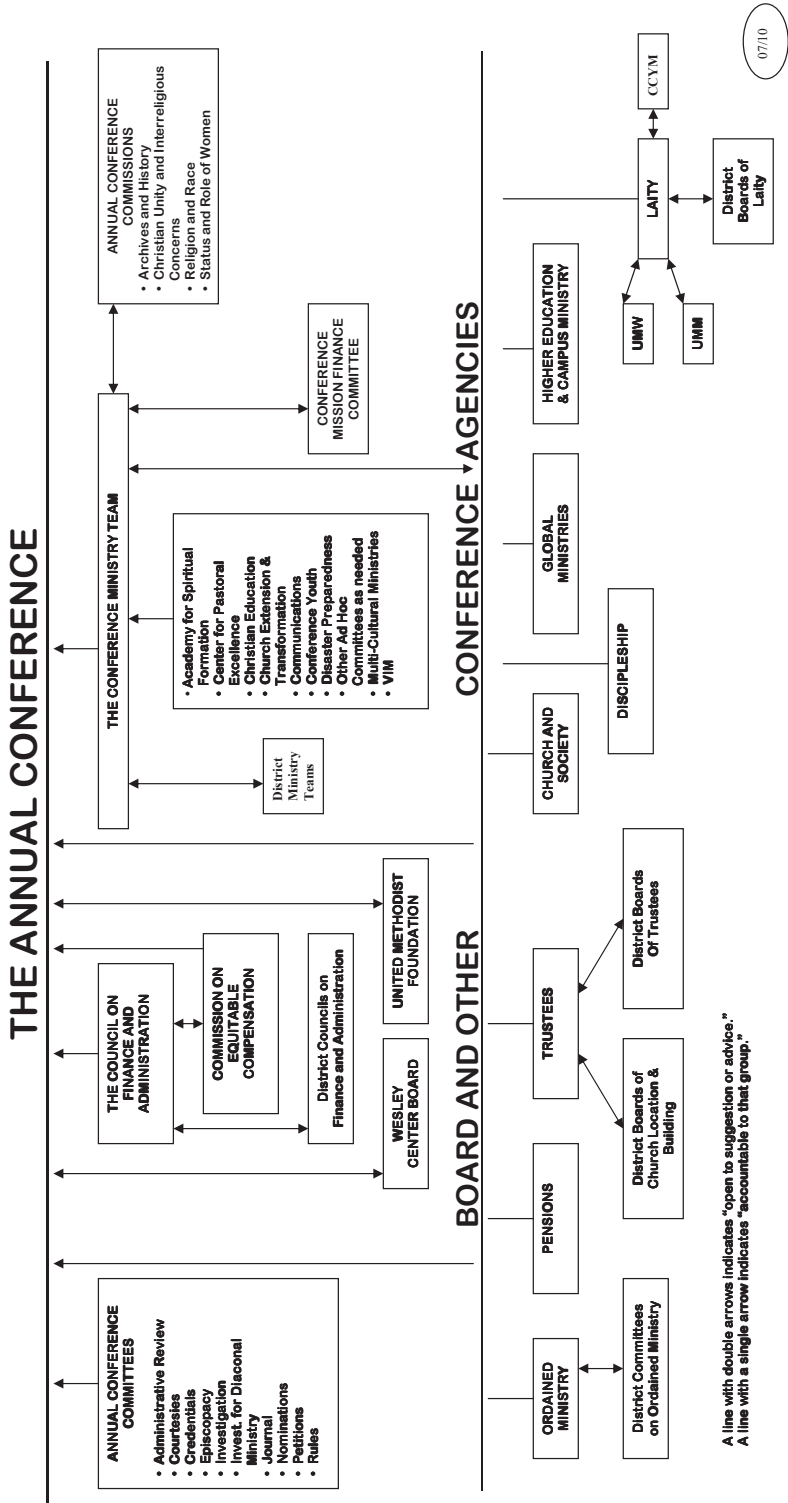 THE ANNUAL CONFERENCE
ANNUAL CONFERENCE
COMMITTEES
• Administrative Review
• Courtesies
• Credentials
• Episcopacy
• Investigation
• Invest. for Diaconal
Ministry
• Journal
• Nominations
• Petitions
• Rules
THE COUNCIL ON
FINANCE AND
ADMINISTRATION
COMMISSION ON
EQUITABLE
COMPENSATION
District Councils on
Finance and Administration
WESLEY
CENTER BOARD
UNITED METHODIST
FOUNDATION
THE CONFERENCE MINISTRY TEAM
District
Ministry
Teams
• Academy for Spiritual
Formation
• Center for Pastoral
Excellence
• Christian Education
• Church Extension &
Transformation
• Communications
• Conference Youth
• Disaster Preparedness
• Other Ad Hoc
Committees as needed
• Multi-Cultural Ministries
• VIM
CONFERENCE
MISSION FINANCE
COMMITTEE
ANNUAL CONFERENCE
COMMISSIONS
• Archives and History
• Christian Unity and Interreligious
Concerns
• Religion and Race
• Status and Role of Women
BOARD AND OTHER CONFERENCE AGENCIES
ORDAINED
MINISTRY
District Committees
on Ordained Ministry
PENSIONS
TRUSTEES
District Boards of
Church Location &
Building
District Boards
Of Trustees
CHURCH AND
SOCIETY
DISCIPLESHIP
GLOBAL
MINISTRIES
HIGHER EDUCATION
& CAMPUS MINISTRY
LAITY
CCYM
UMW
UMM
District
Boards of
Laity
A line with double arrows indicates "open to suggestion or advice."
A line with a single arrow indicates "accountable to that group."
07/10